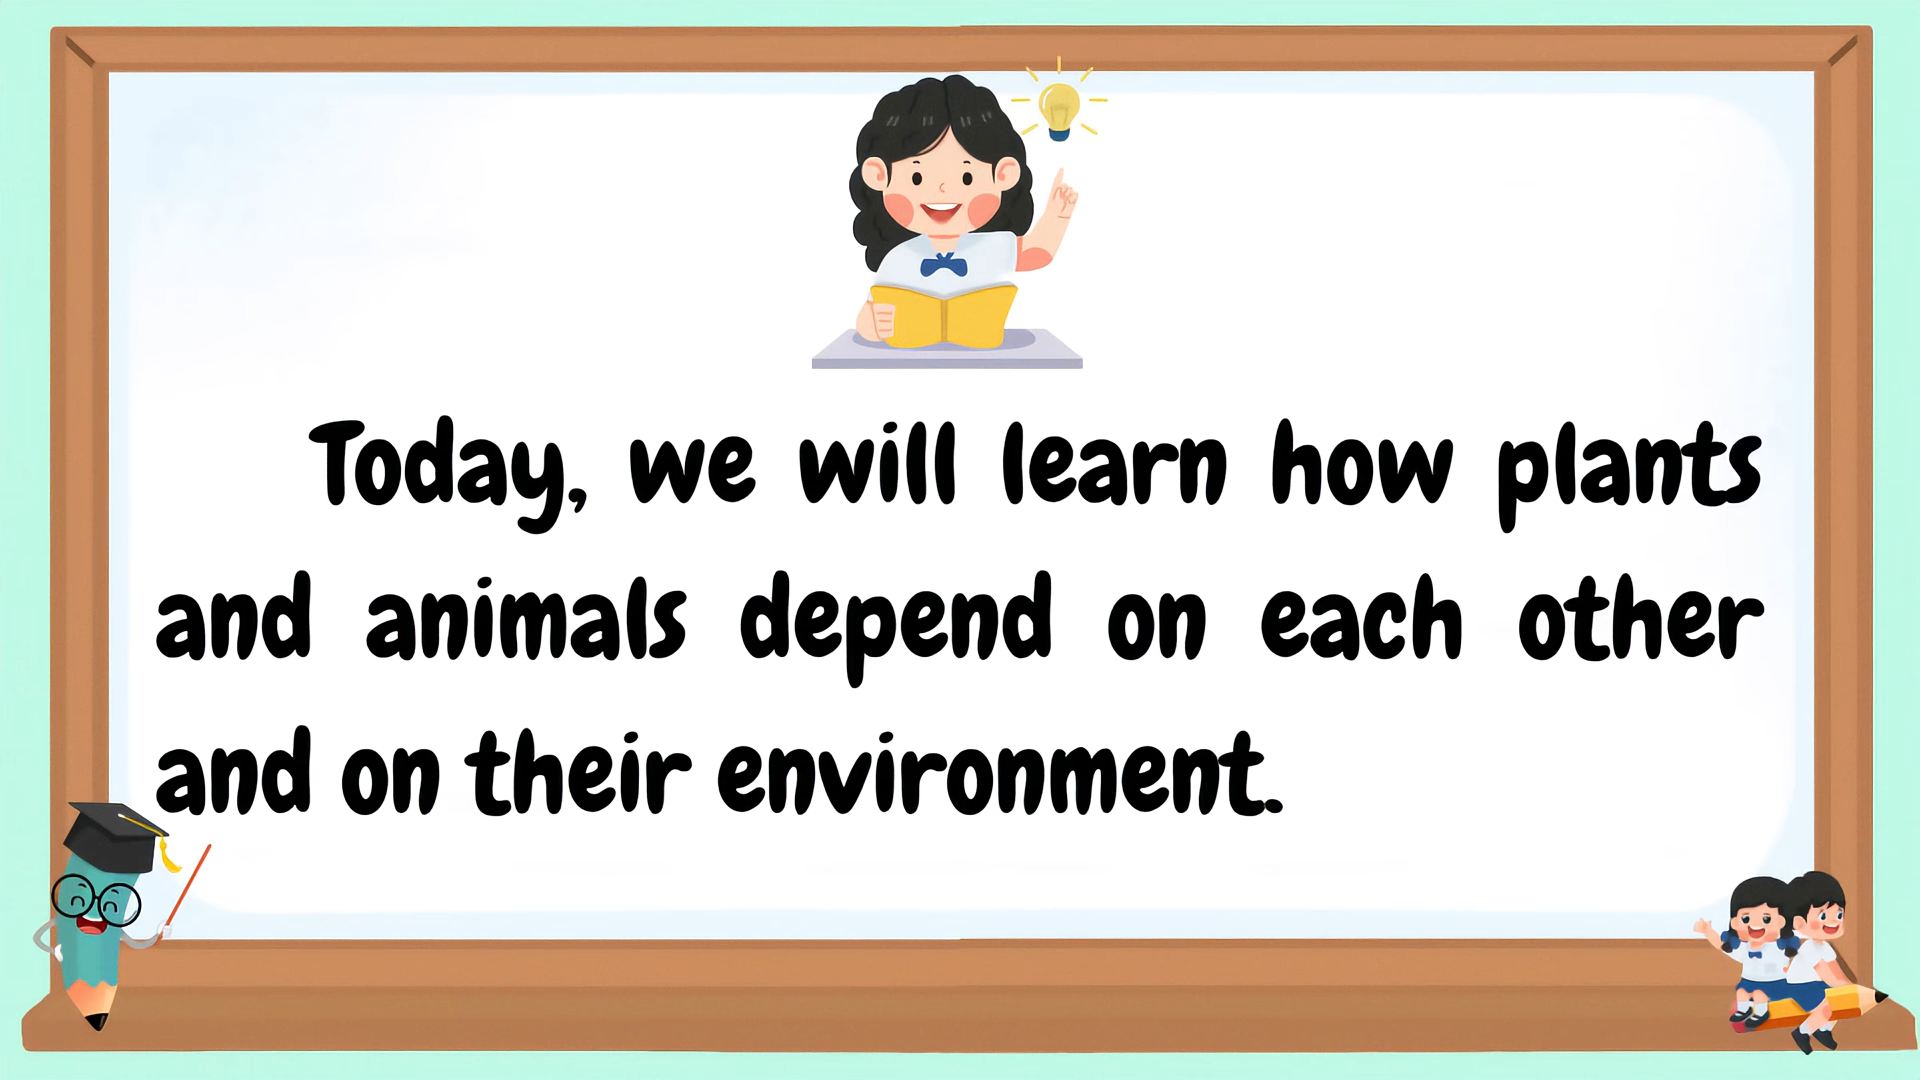 Today, we will learn how plants
and animals depend on each other
and on their environment.